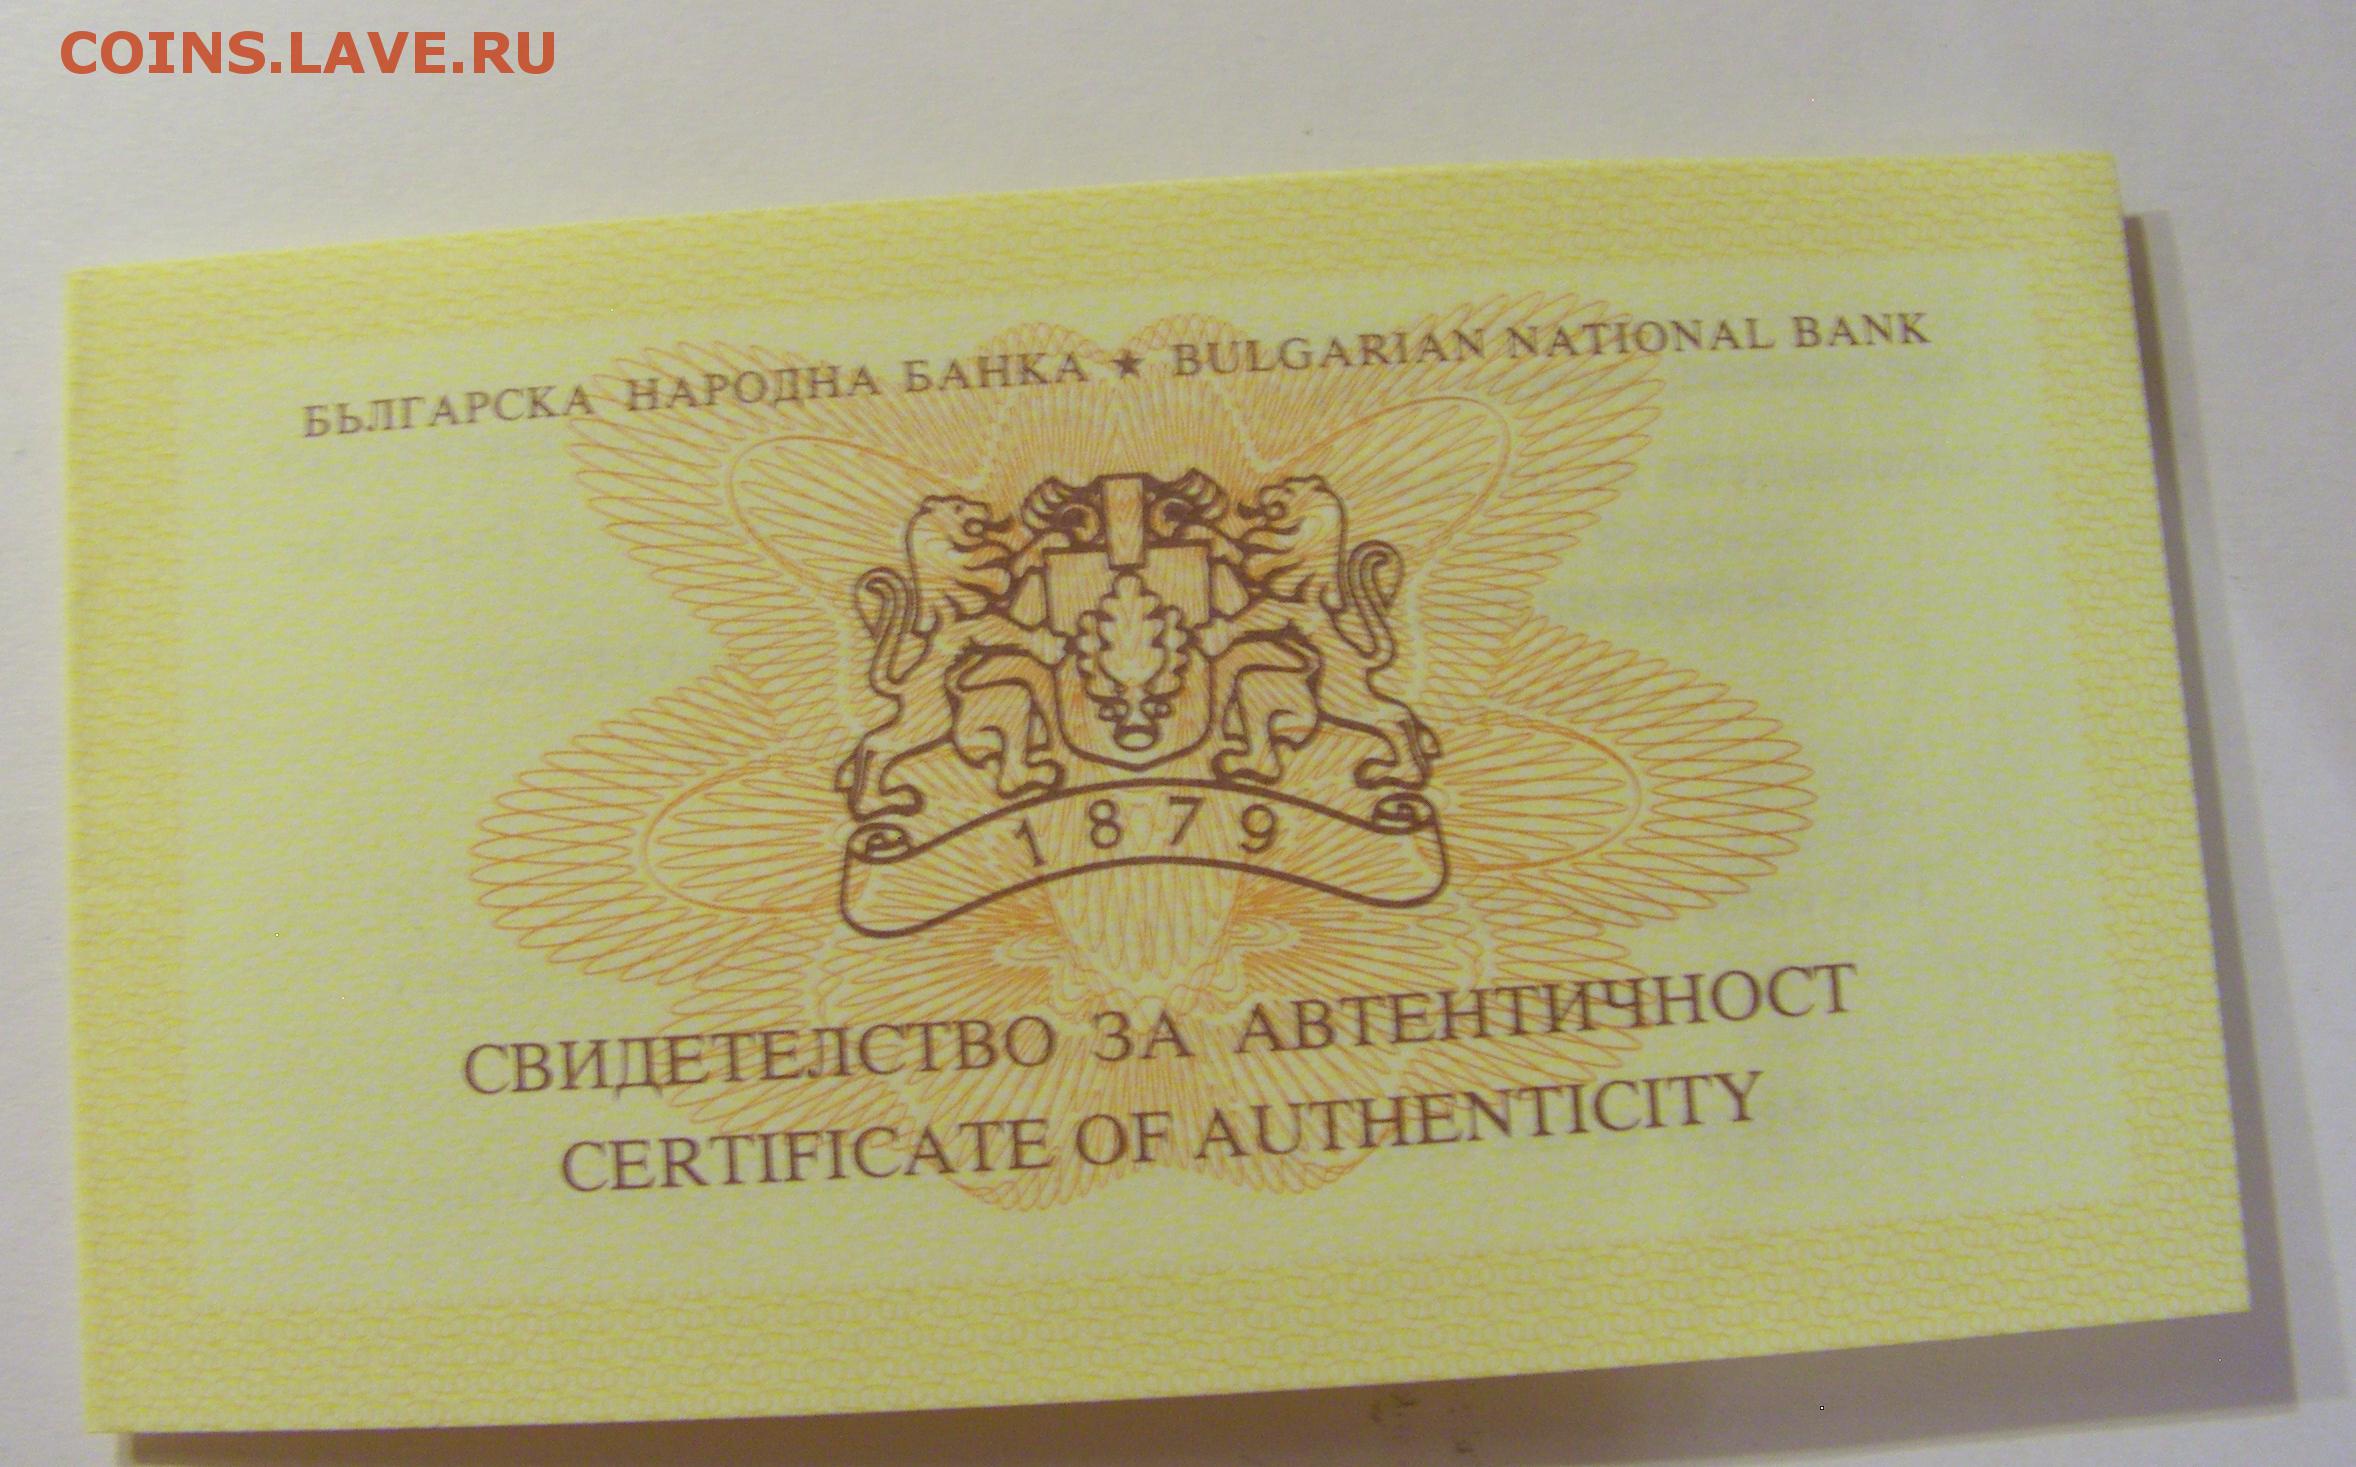 COINS.LAVE.RU
БЪЛГАРСКА НАРОДНА БАНКА ★ BULGARIAN NATIONAL BANK
1879
СВИДЕТЕЛСТВО ЗА АВТЕНТИЧНОСТ
CERTIFICATE OF AUTHENTICITY